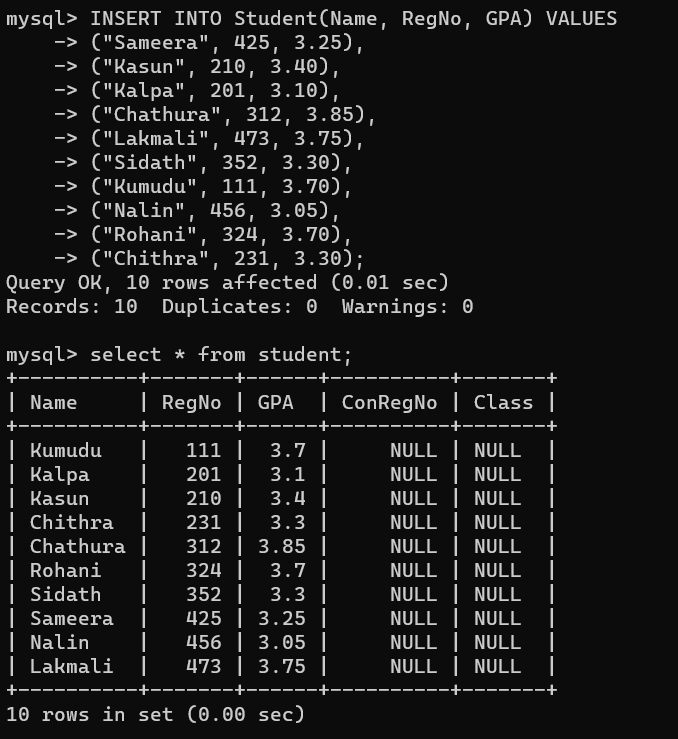 mysql> INSERT INTO Student(Name, RegNo, GPA) VALUES
    -> ("Sameera", 425, 3.25),
    -> ("Kasun", 210, 3.40),
    -> ("Kalpa", 201, 3.10),
    -> ("Chathura", 312, 3.85),
    -> ("Lakmali", 473, 3.75),
    -> ("Sidath", 352, 3.30),
    -> ("Kumudu", 111, 3.70),
    -> ("Nalin", 456, 3.05),
    -> ("Rohani", 324, 3.70),
    -> ("Chithra", 231, 3.30);
Query OK, 10 rows affected (0.01 sec)
Records: 10  Duplicates: 0  Warnings: 0

mysql> select * from student;
+----------+-------+------+----------+-------+
| Name     | RegNo | GPA  | ConRegNo | Class |
+----------+-------+------+----------+-------+
| Kumudu   |   111 |  3.7 |     NULL | NULL  |
| Kalpa    |   201 |  3.1 |     NULL | NULL  |
| Kasun    |   210 |  3.4 |     NULL | NULL  |
| Chithra  |   231 |  3.3 |     NULL | NULL  |
| Chathura |   312 | 3.85 |     NULL | NULL  |
| Rohani   |   324 |  3.7 |     NULL | NULL  |
| Sidath   |   352 |  3.3 |     NULL | NULL  |
| Sameera  |   425 | 3.25 |     NULL | NULL  |
| Nalin    |   456 | 3.05 |     NULL | NULL  |
| Lakmali  |   473 | 3.75 |     NULL | NULL  |
+----------+-------+------+----------+-------+
10 rows in set (0.00 sec)